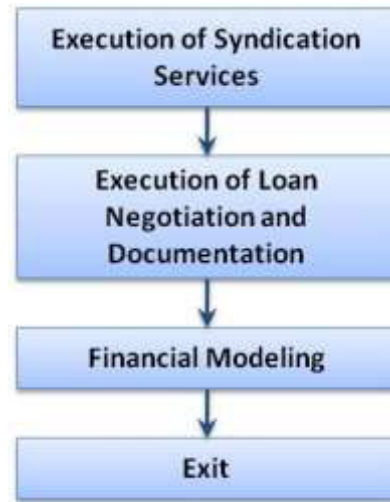 Execution of Syndication
Services
Execution of Loan
Negotiation and
Documentation
Financial Modeling
Exit